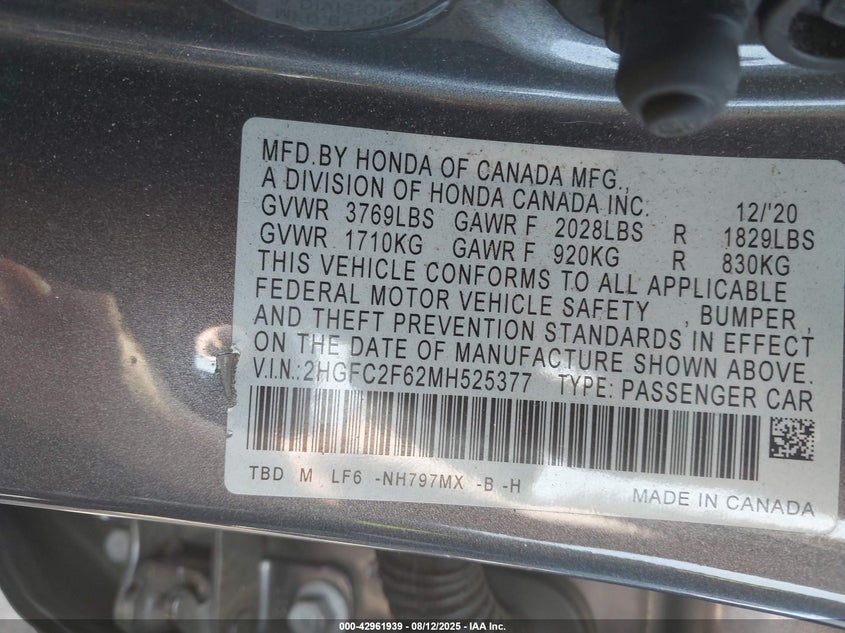 MFD.BY HONDA OF CANADA MFG.,
A DIVISION OF HONDA CANADA INC. 12/'20
GVWR 3769LBS GAWR F 2028LBS R 1829LBS
GVWR 1710KG GAWR F 920KG R 830KG
THIS VEHICLE CONFORMS TO ALL APPLICABLE
FEDERAL MOTOR VEHICLE SAFETY , BUMPER ,
AND THEFT PREVENTION STANDARDS IN EFFECT
ON THE DATE OF MANUFACTURE SHOWN ABOVE.
V.I.N.:2HGFC2F62MH525377 TYPE: PASSENGER CAR
TBD M LF6 -NH797MX -B -H
MADE IN CANADA
000-42961939 - 08/12/2025 - IAA Inc.